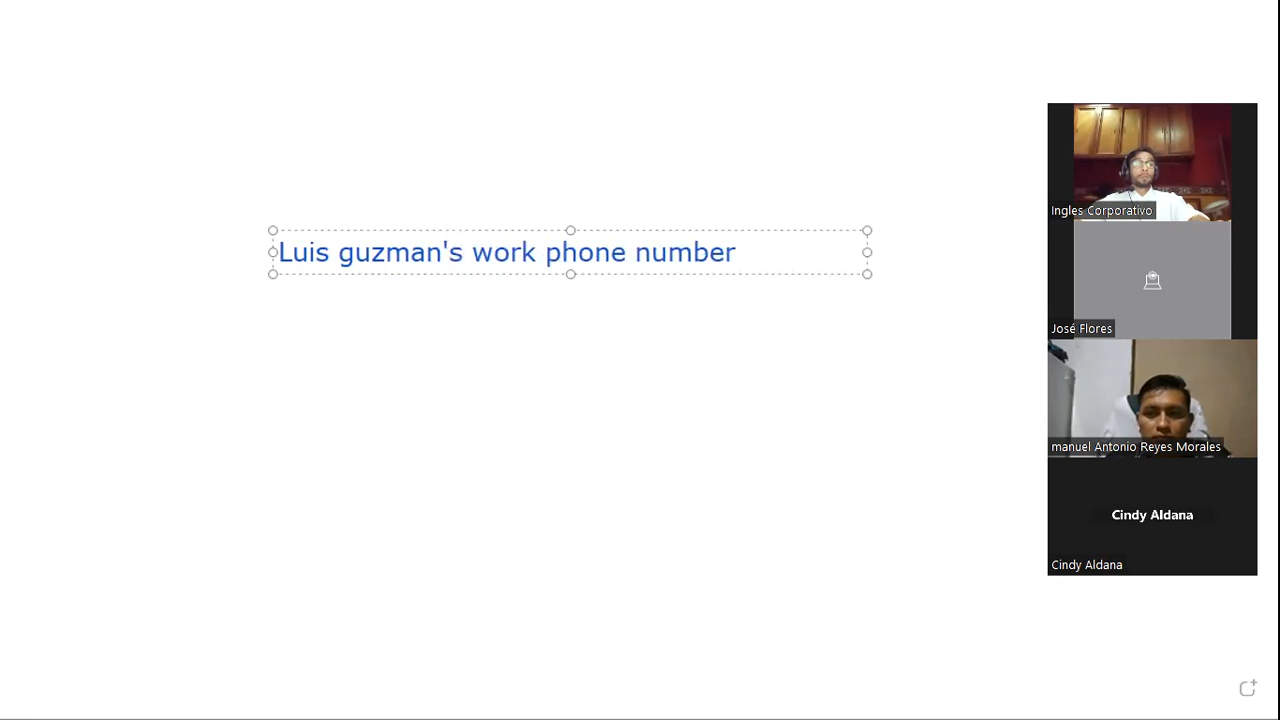 Luis guzman's work phone number
Ingles Corporativo
José Flores
manuel Antonio Reyes Morales
Cindy Aldana
Cindy Aldana